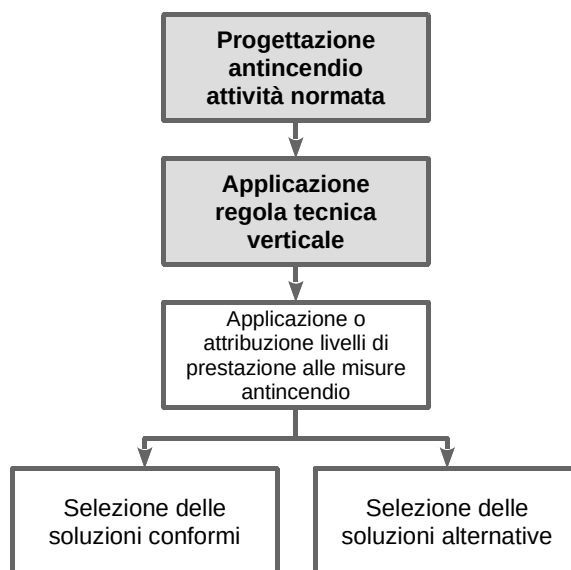 Progettazione
antincendio
attività normata
Applicazione
regola tecnica
verticale
Applicazione o
attribuzione livelli di
prestazione alle misure
antincendio
Selezione delle
soluzioni conformi
Selezione delle
soluzioni alternative